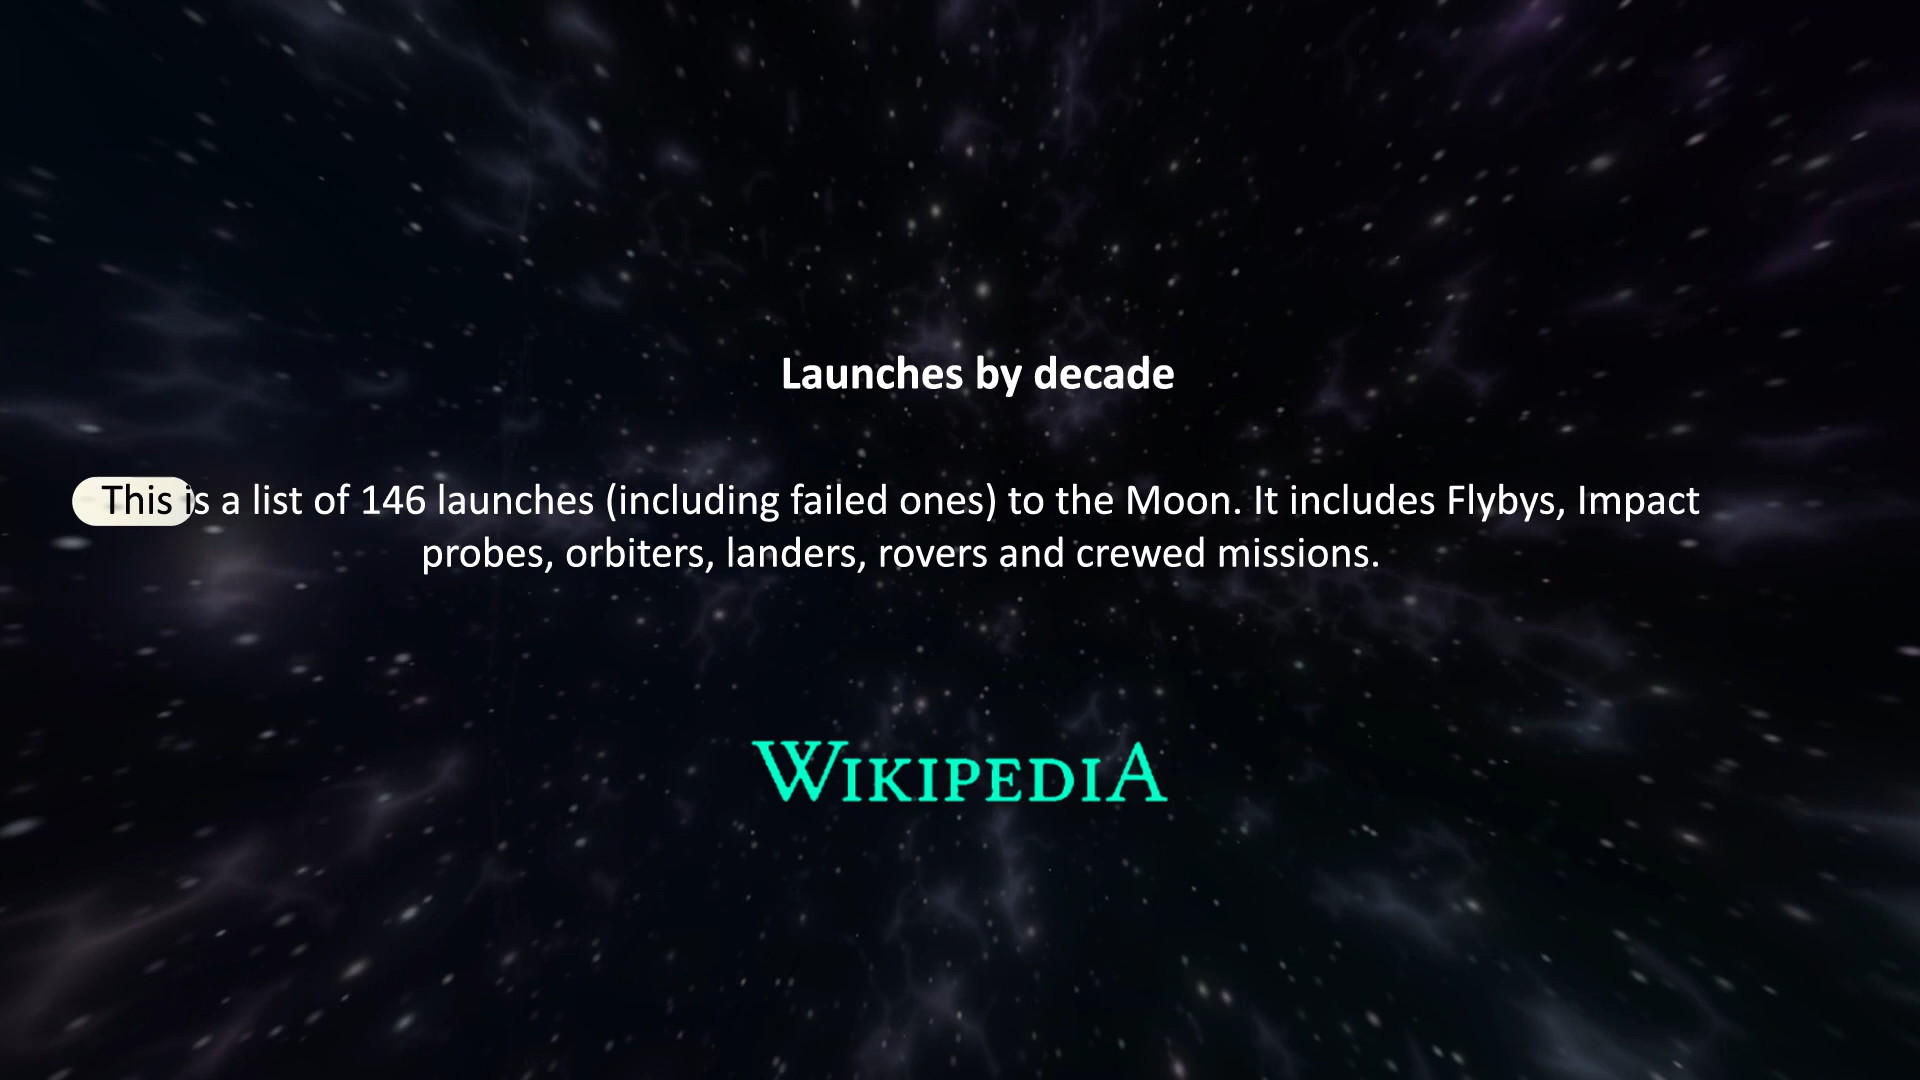 Launches by decade
This is a list of 146 launches (including failed ones) to the Moon. It includes Flybys, Impact
probes, orbiters, landers, rovers and crewed missions.
WIKIPEDIA